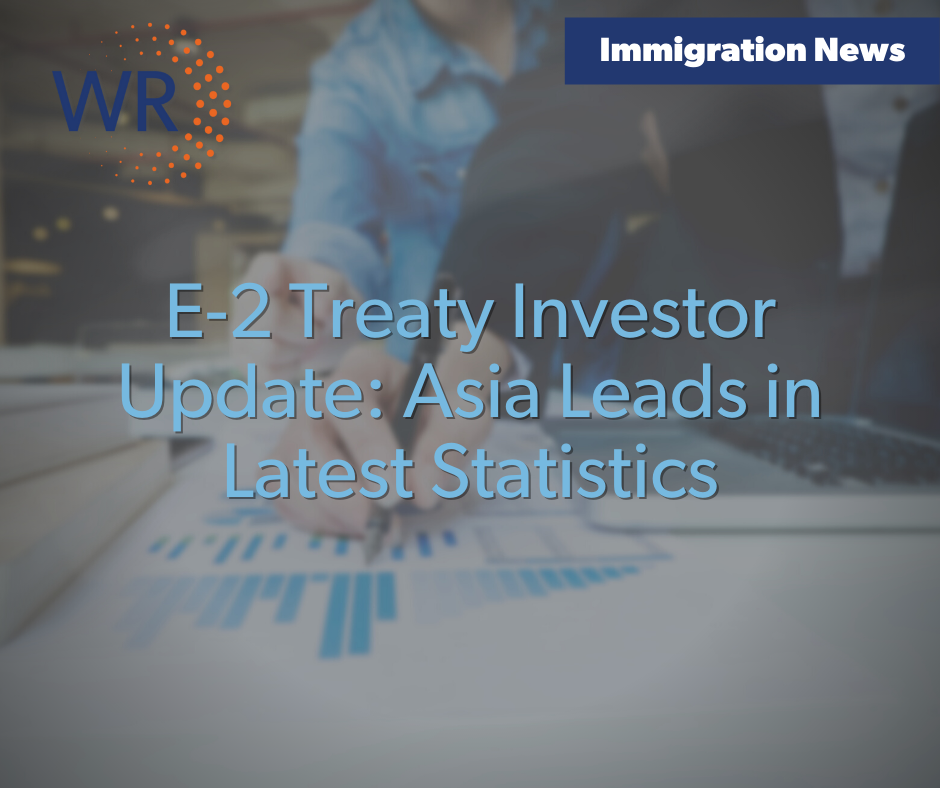 WR
Immigration News
E-2 Treaty Investor
Update: Asia Leads in
Latest Statistics